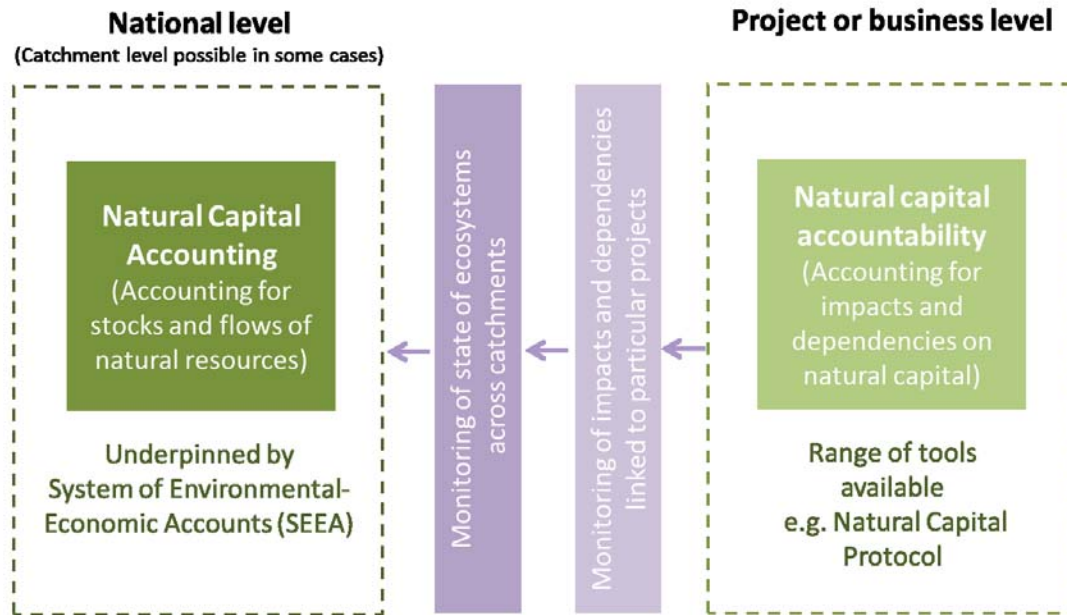 National level
(Catchment level possible in some cases)
Natural Capital
Accounting
(Accounting for
stocks and flows of
natural resources)
Underpinned by
System of Environmental-
Economic Accounts (SEEA)
Monitoring of state of ecosystems
across catchments
Monitoring of impacts and dependencies
linked to particular projects
Project or business level
Natural capital
accountability
(Accounting for
impacts and
dependencies on
natural capital)
Range of tools
available
e.g. Natural Capital
Protocol